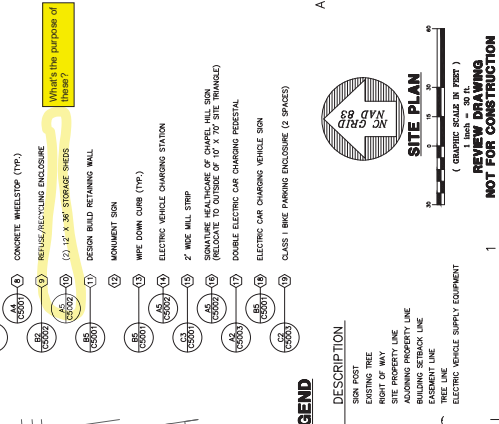 What's the purpose of
these?
A4
C5001
8
CONCRETE WHEELSTOP (TYP.)
B2
C5002
9
REFUSE/RECYCLING ENCLOSURE
A5
C5002
10
(2) 12' X 36' STORAGE SHEDS
B5
C5001
11
DESIGN BUILD RETAINING WALL
12
MONUMENT SIGN
B5
C5001
13
WIPE DOWN CURB (TYP.)
A5
C5002
14
ELECTRIC VEHICLE CHARGING STATION
C3
C5001
15
2' WIDE MILL STRIP
A5
C5002
16
SIGNATURE HEALTHCARE OF CHAPEL HILL SIGN
(RELOCATE TO OUTSIDE OF 10' X 70' SITE TRIANGLE)
A2
C5003
17
DOUBLE ELECTRIC CAR CHARGING PEDESTAL
B5
C5001
18
ELECTRIC CAR CHARGING VEHICLE SIGN
C2
C5003
19
CLASS I BIKE PARKING ENCLOSURE (2 SPACES)
GEND
DESCRIPTION
SIGN POST
EXISTING TREE
RIGHT OF WAY
SITE PROPERTY LINE
ADJOINING PROPERTY LINE
BUILDING SETBACK LINE
EASEMENT LINE
TREE LINE
ELECTRIC VEHICLE SUPPLY EQUIPMENT
A
NC GRID
NAD 83
SITE PLAN
30 15 0 30 60
( GRAPHIC SCALE IN FEET )
1 inch = 30 ft.
REVIEW DRAWING
NOT FOR CONSTRUCTION
1